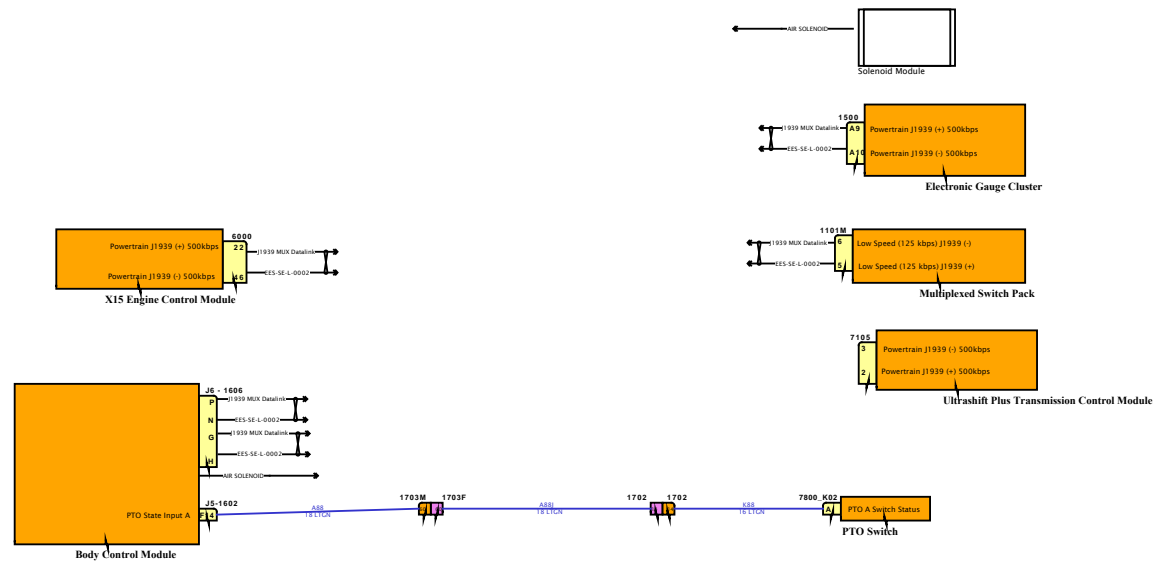 AIR SOLENOID
Solenoid Module
1500
J1939 MUX Datalink
A9
Powertrain J1939 (+) 500kbps
EES-SE-L-0002
A10
Powertrain J1939 (-) 500kbps
Electronic Gauge Cluster
6000
Powertrain J1939 (+) 500kbps
22
J1939 MUX Datalink
Powertrain J1939 (-) 500kbps
46
EES-SE-L-0002
X15 Engine Control Module
1101M
J1939 MUX Datalink
6
Low Speed (125 kbps) J1939 (-)
EES-SE-L-0002
5
Low Speed (125 kbps) J1939 (+)
Multiplexed Switch Pack
7105
3
Powertrain J1939 (-) 500kbps
2
Powertrain J1939 (+) 500kbps
Ultrashift Plus Transmission Control Module
J6 - 1606
P
J1939 MUX Datalink
N
EES-SE-L-0002
G
J1939 MUX Datalink
H
EES-SE-L-0002
AIR SOLENOID
J5-1602
PTO State Input A
F14
A88
18 LTGN
1703M
1703F
A88J
18 LTGN
1702
1702
K88
16 LTGN
7800_K02
A
PTO A Switch Status
PTO Switch
Body Control Module